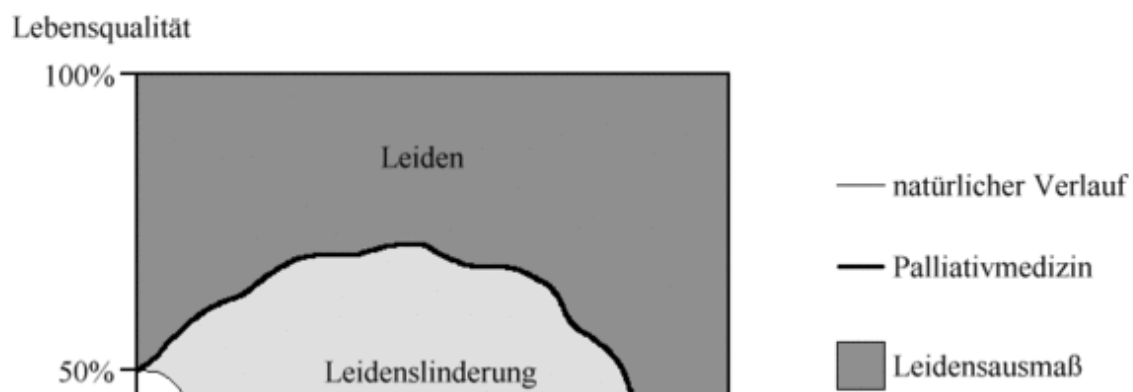 Lebensqualität
100%
Leiden
natürlicher Verlauf
Palliativmedizin
50%
Leidenslinderung
Leidensausmaß